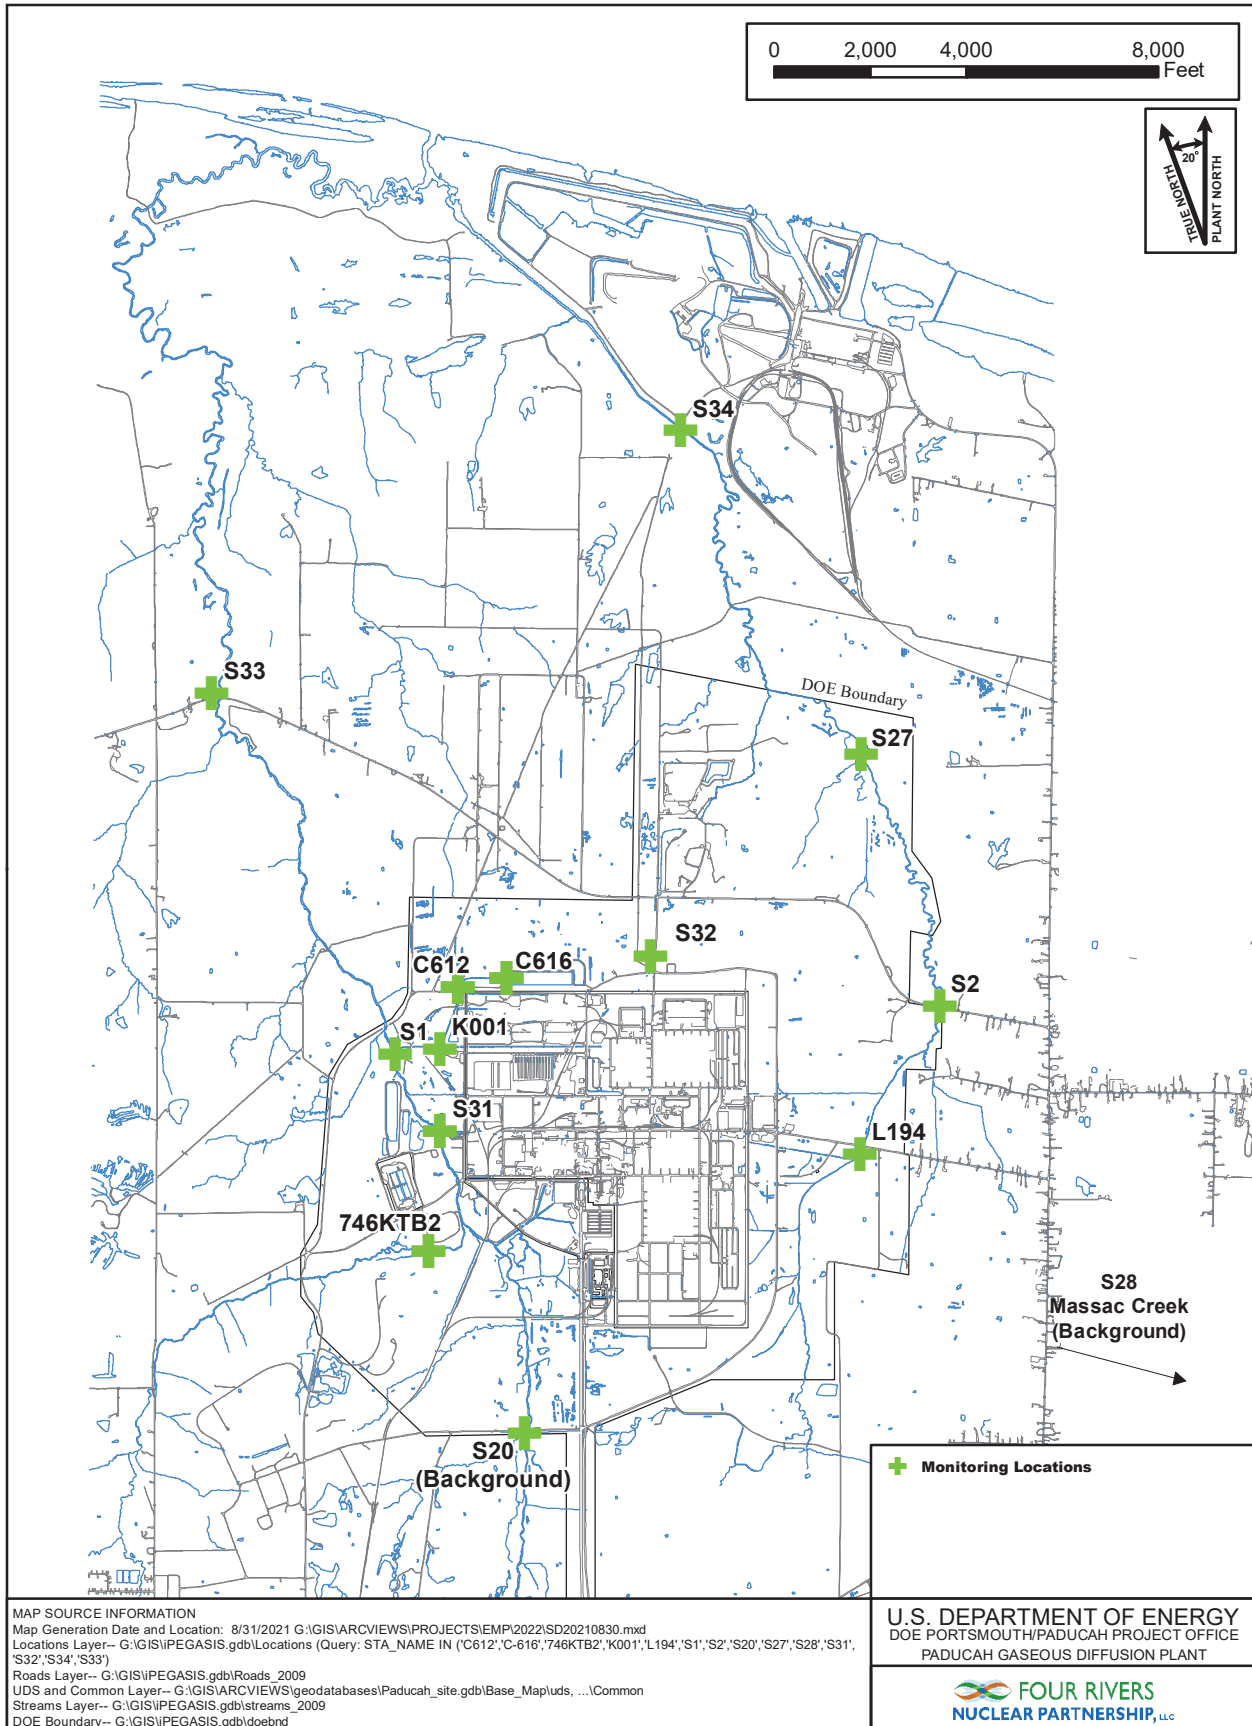 0 2,000 4,000 8,000
Feet
20°
TRUE NORTH
PLANT NORTH
S34
S33
DOE Boundary
S27
S32
C612
C616
S2
S1
K001
S31
L194
746KTB2
S28
Massac Creek
(Background)
S20
(Background)
Monitoring Locations
MAP SOURCE INFORMATION
Map Generation Date and Location: 8/31/2021 G:\GIS\ARCVIEWS\PROJECTS\EMP\2022\SD20210830.mxd
Locations Layer-- G:\GIS\iPEGASIS.gdb\Locations (Query: STA_NAME IN ('C612','C-616','746KTB2','K001','L194','S1','S2','S20','S27','S28','S31',
'S32','S34','S33')
Roads Layer-- G:\GIS\iPEGASIS.gdb\Roads_2009
UDS and Common Layer-- G:\GIS\ARCVIEWS\geodatabases\Paducah_site.gdb\Base_Map\uds, ...\Common
Streams Layer-- G:\GIS\iPEGASIS.gdb\streams_2009
DOE Boundary-- G:\GIS\iPEGASIS.gdb\doebnd
U.S. DEPARTMENT OF ENERGY
DOE PORTSMOUTH/PADUCAH PROJECT OFFICE
PADUCAH GASEOUS DIFFUSION PLANT
FOUR RIVERS
NUCLEAR PARTNERSHIP, LLC